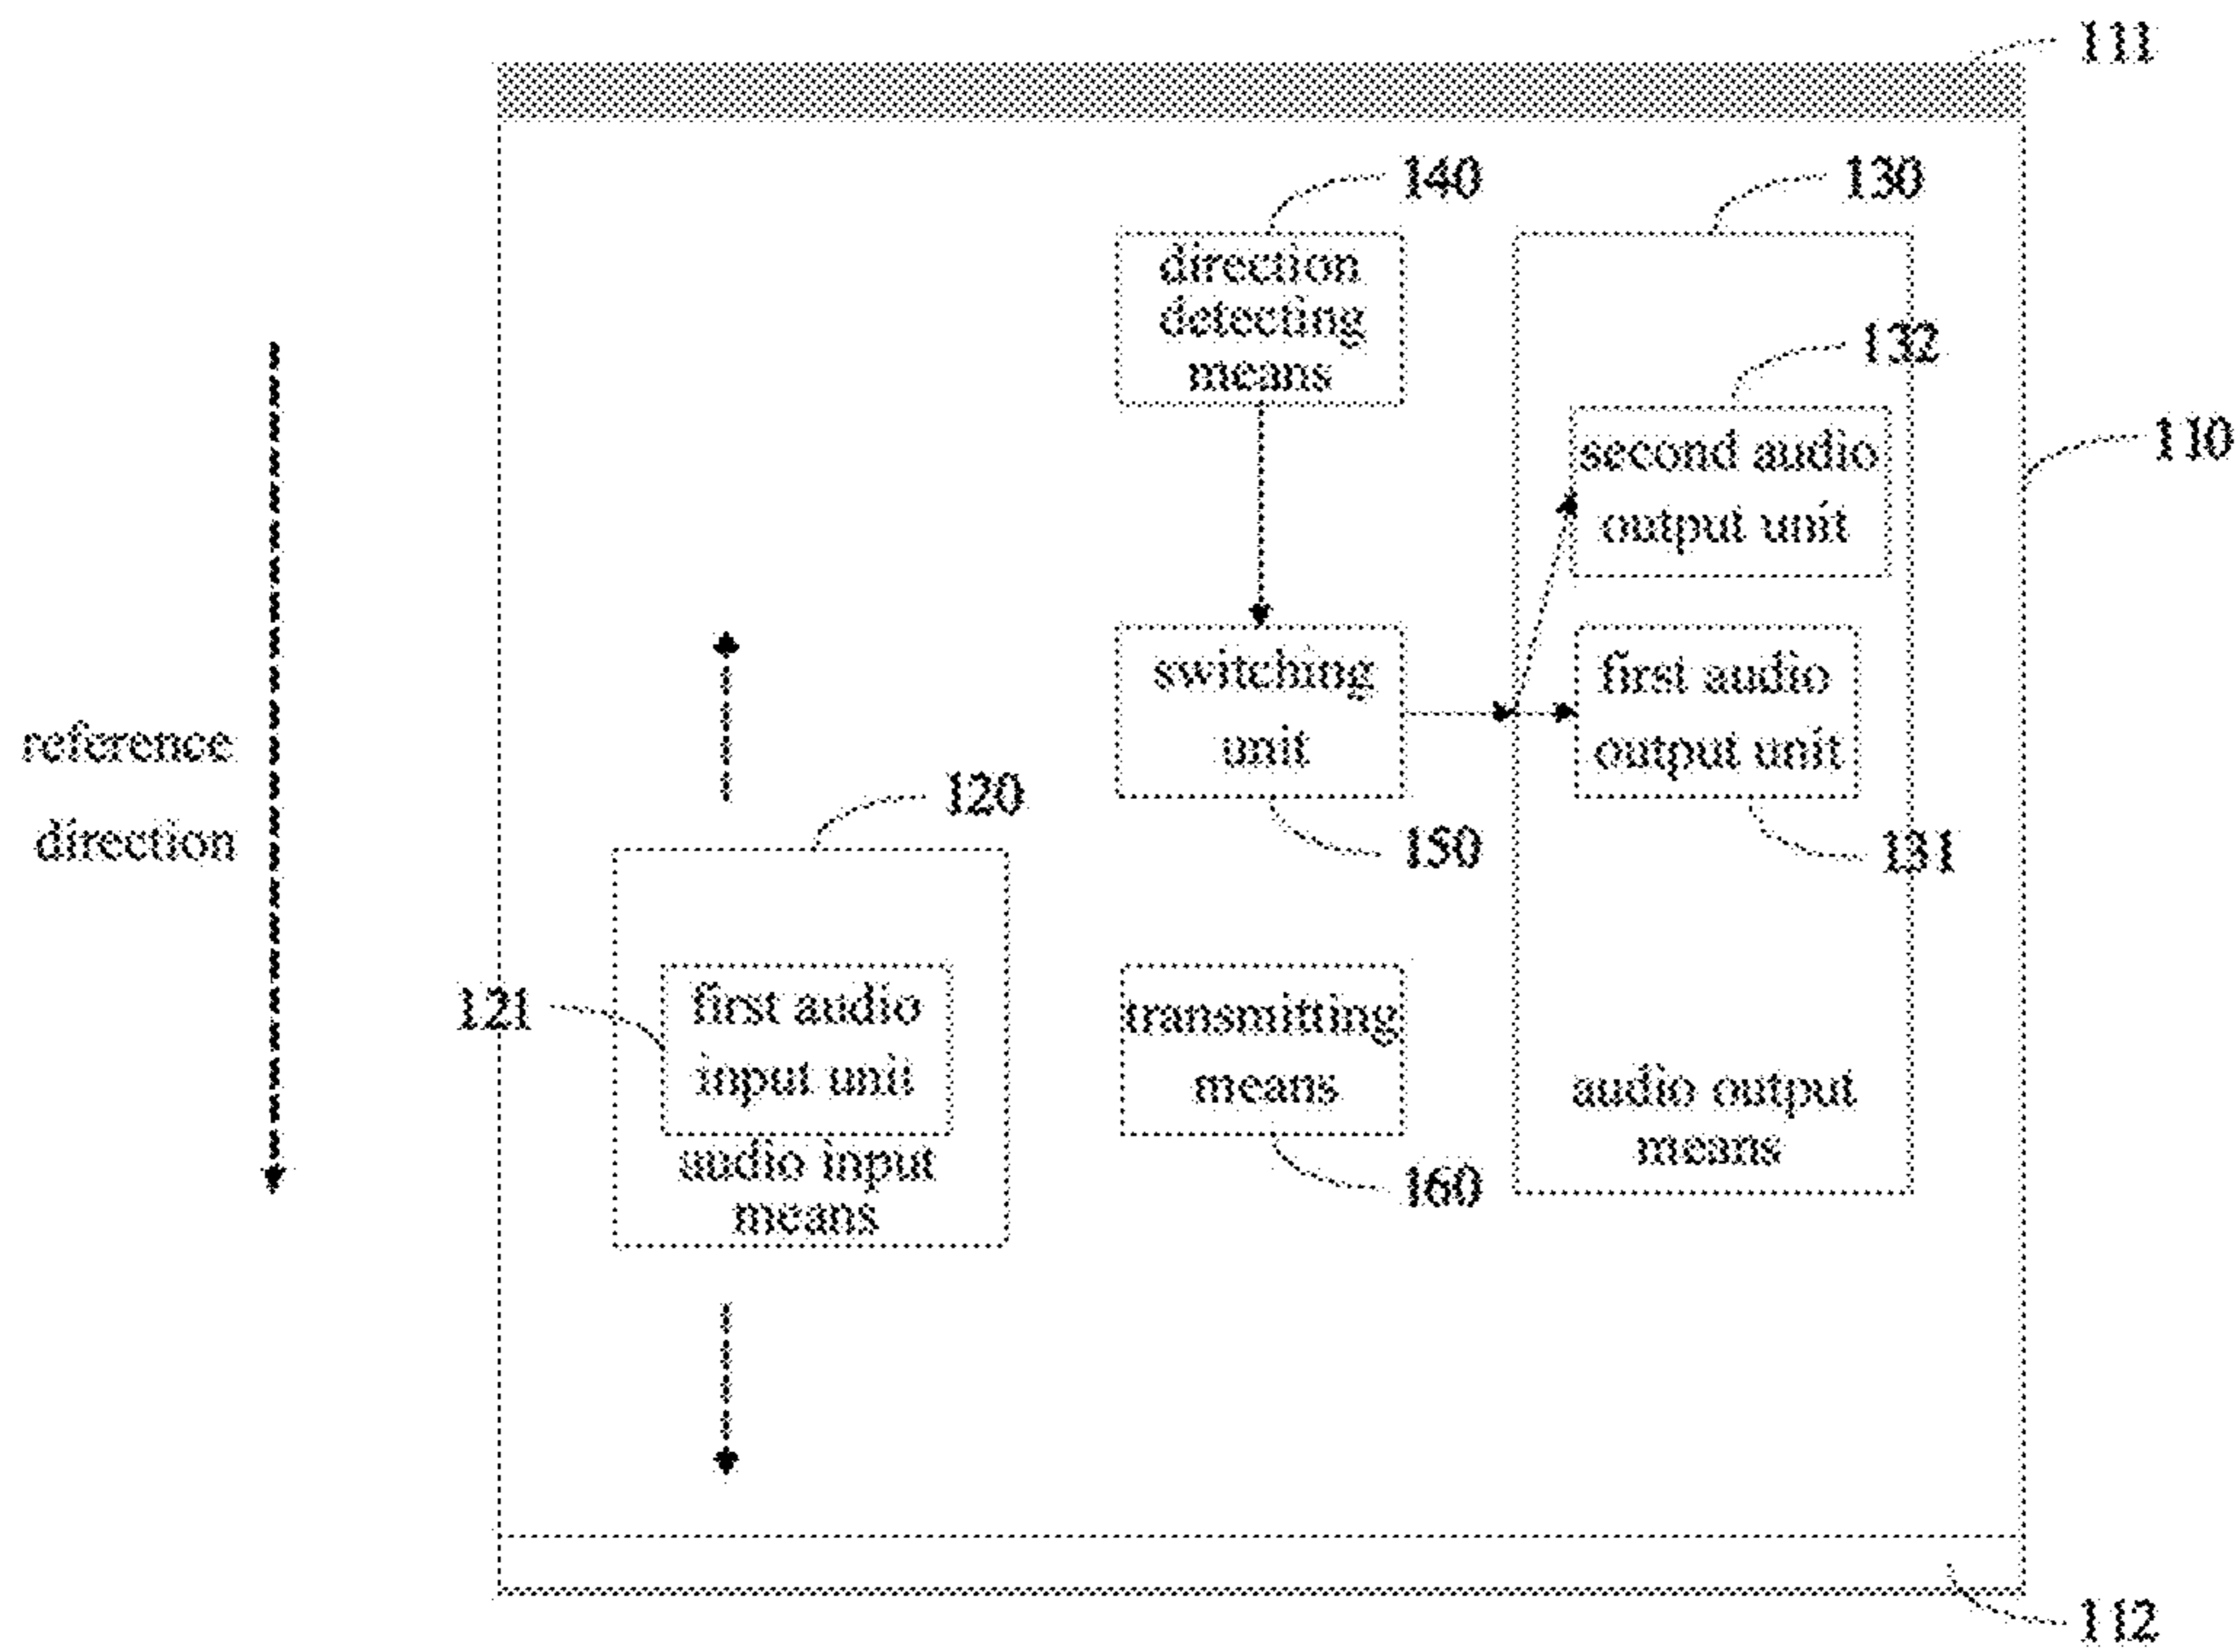 111
140
130
direction
detecting
means
132
110
second audio
output unit
switching
unit
first audio
output unit
reference
direction
120
150
131
121
first audio
input unit
transmitting
means
audio input
means
audio output
means
160
112